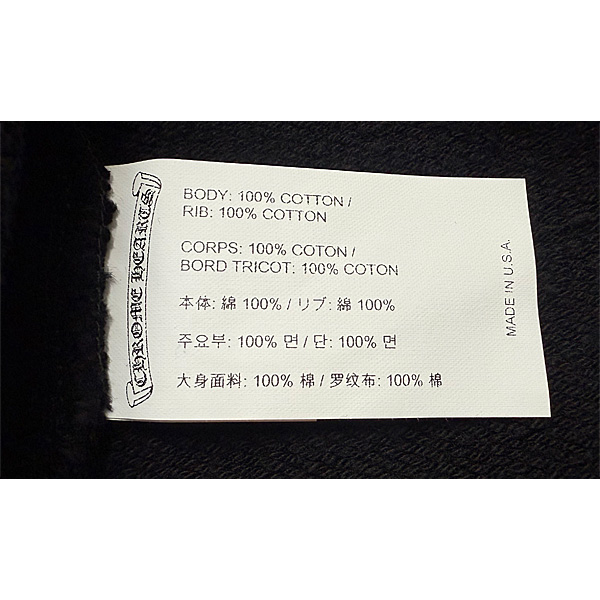 CHROME HEARTS
BODY: 100% COTTON /
RIB: 100% COTTON
CORPS: 100% COTON /
BORD TRICOT: 100% COTON
本体: 綿 100% / リブ: 綿 100%
주요부: 100% 면 / 단: 100% 면
大身面料: 100% 棉 / 罗纹布: 100% 棉
MADE IN U.S.A.